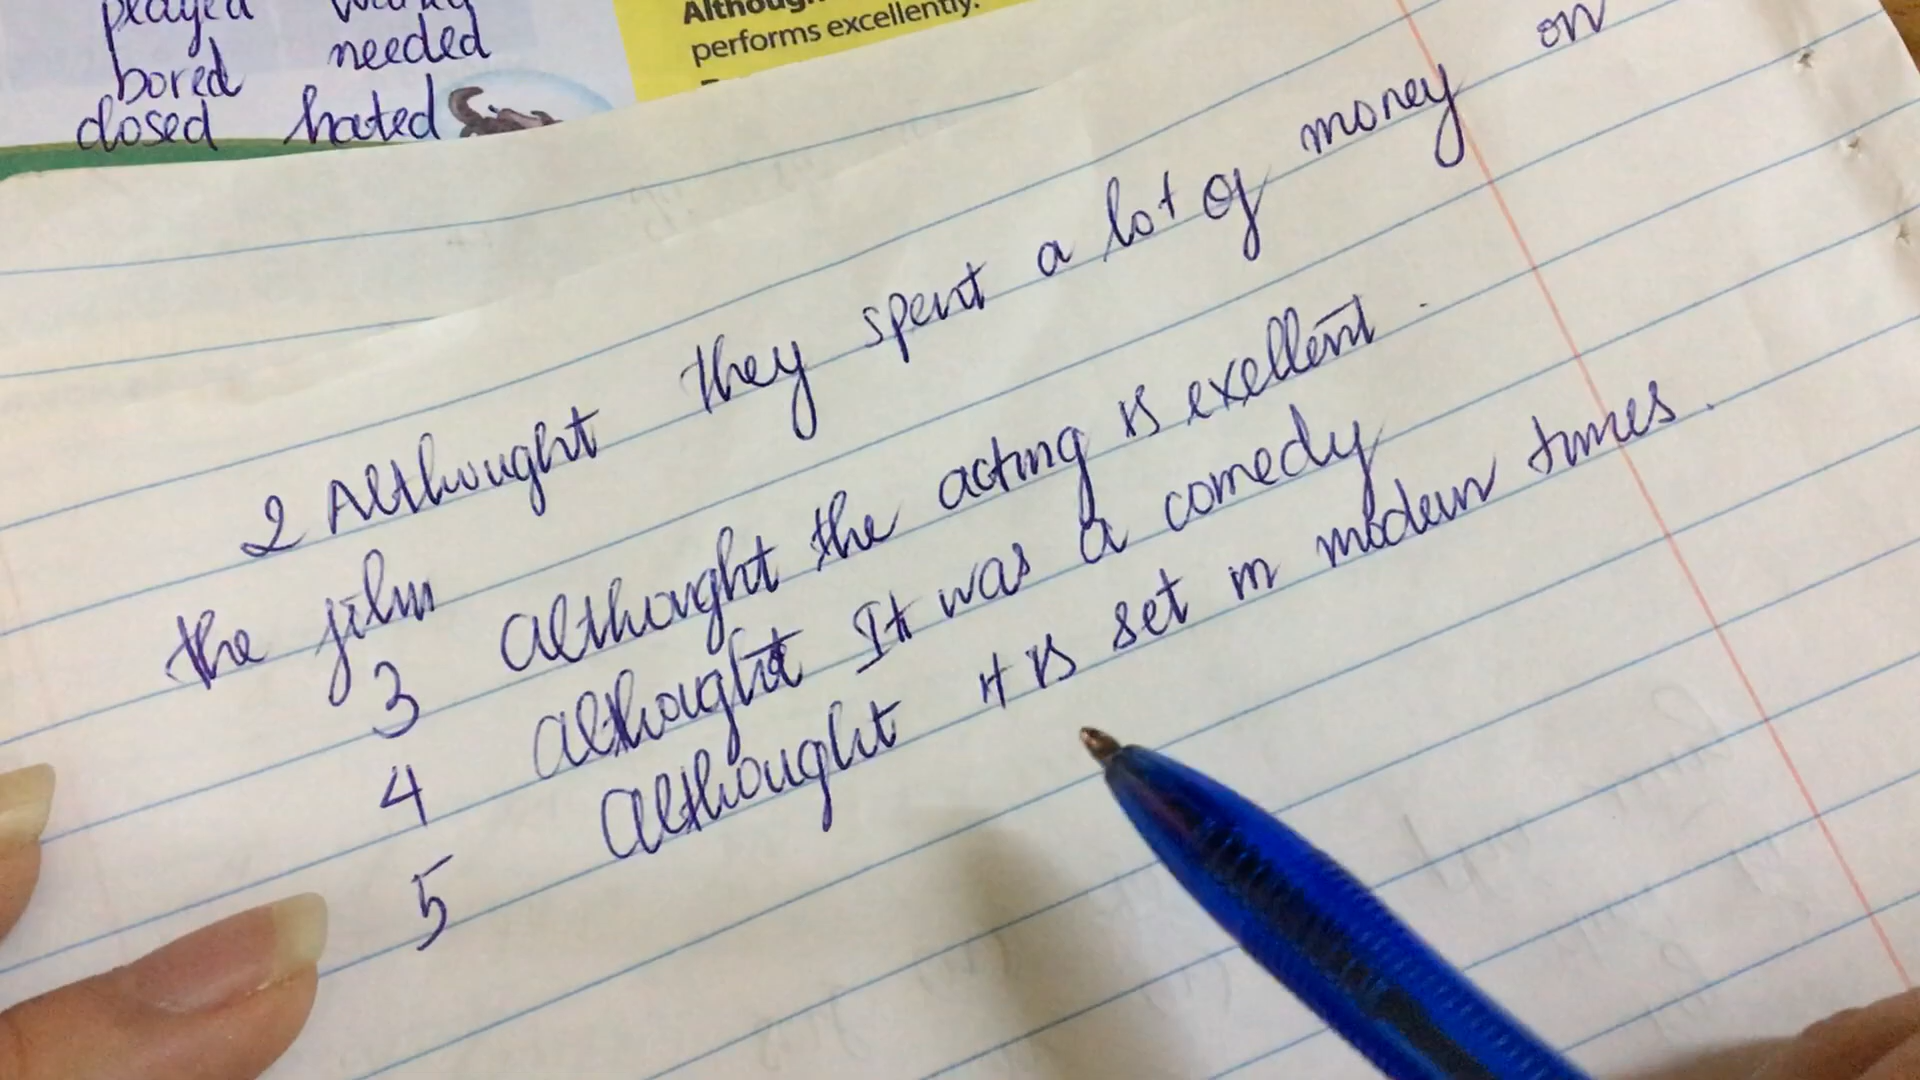 played
bored needed
closed hated
Althoug
performs excellently.
2 Althought they spent a lot of money on
the film
3 althought the acting is exellent.
4 althought It was a comedy
5 althought it is set in modern times.